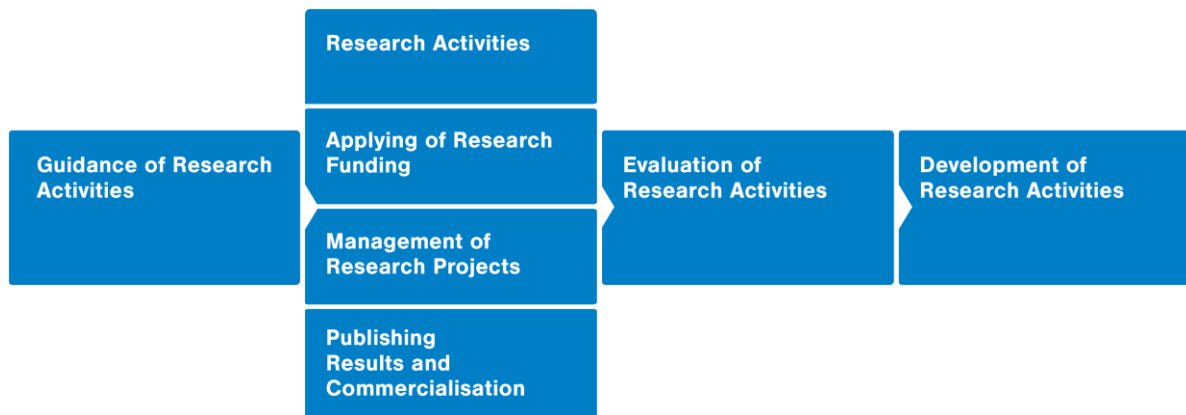 Guidance of Research
Activities
Research Activities
Applying of Research
Funding
Management of
Research Projects
Publishing
Results and
Commercialisation
Evaluation of
Research Activities
Development of
Research Activities